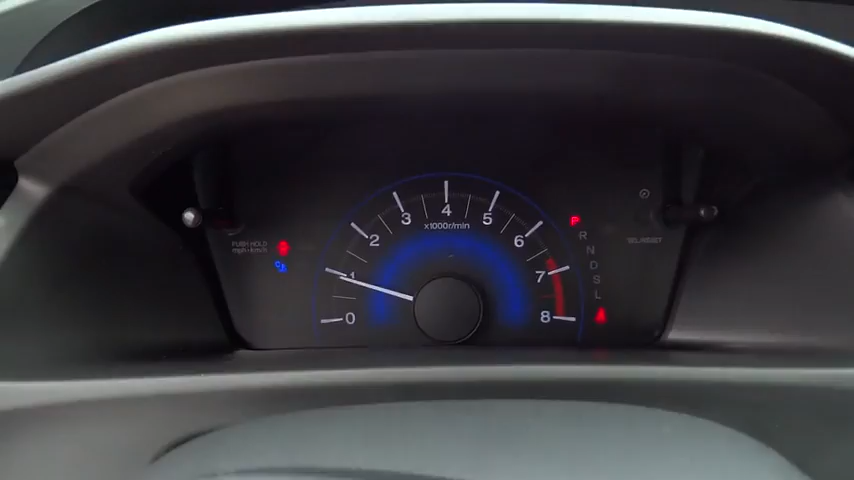 0
1
2
3
4
5
6
7
8
x1000r/min
PUSH HOLD
mph↔km/h
P
R
N
D
S
L
SEL/RESET